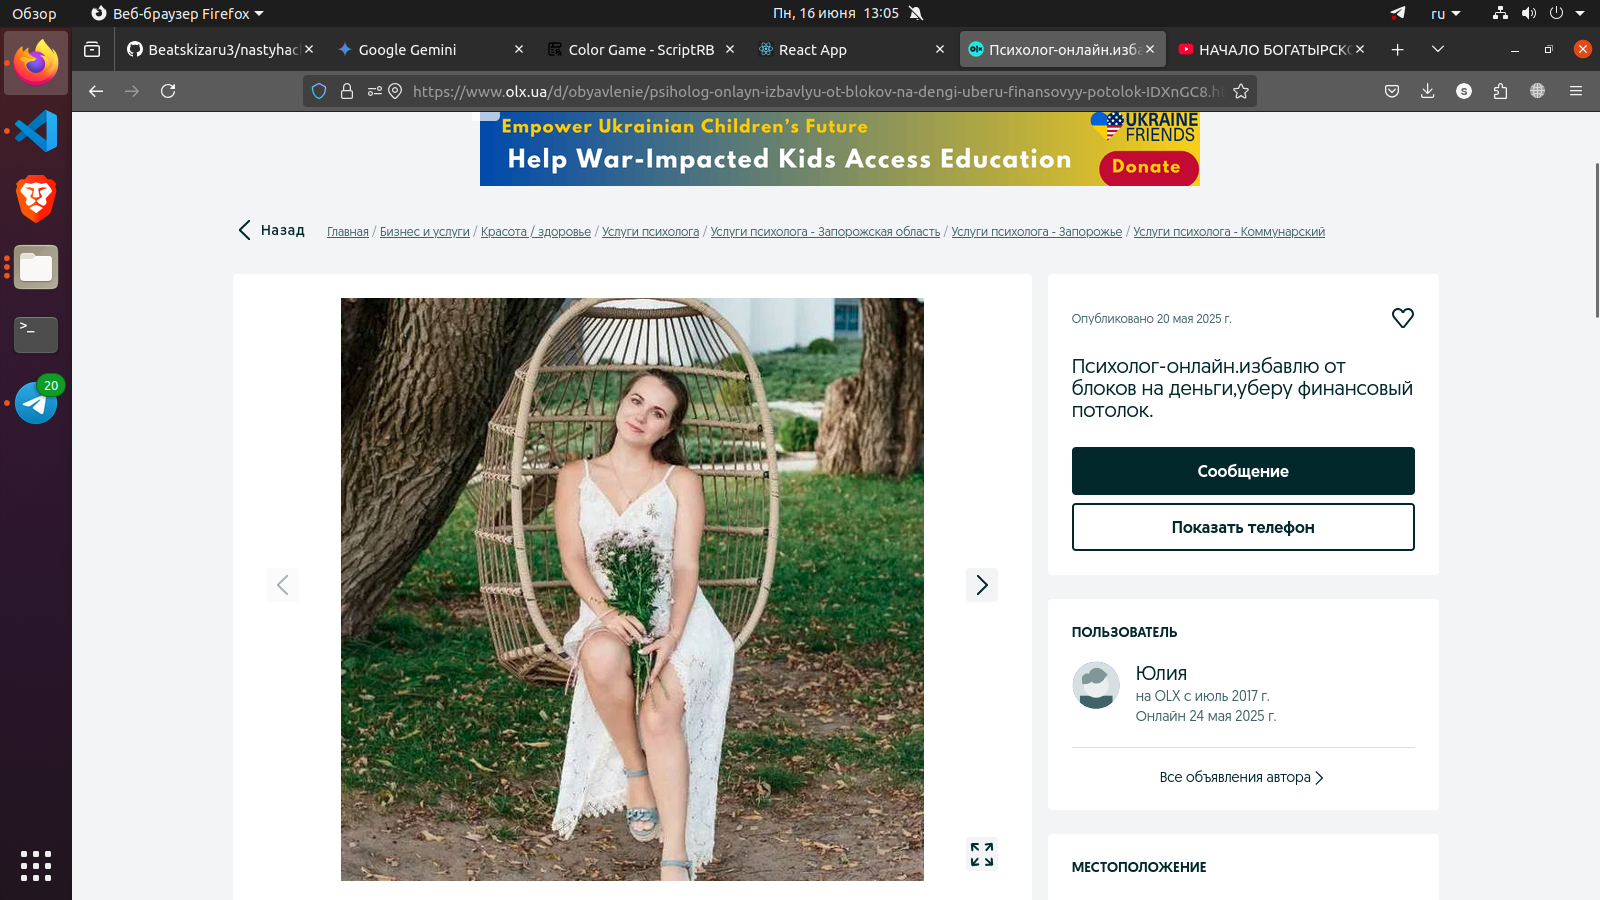 Обзор
Веб-браузер Firefox
Пн, 16 июня 13:05
ru
Beatskizaru3/nastyhac
Google Gemini
Color Game - ScriptRB
React App
Психолог-онлайн.изба
НАЧАЛО БОГАТЫРСКО
https://www.olx.ua/d/obyavlenie/psiholog-onlayn-izbavlyu-ot-blokov-na-dengi-uberu-finansovyy-potolok-IDXnGC8.h
S
>_
20
Empower Ukrainian Children's Future
Help War-Impacted Kids Access Education
UKRAINE
FRIENDS
Donate
Назад
Главная / Бизнес и услуги / Красота / здоровье / Услуги психолога / Услуги психолога - Запорожская область / Услуги психолога - Запорожье / Услуги психолога - Коммунарский
Опубликовано 20 мая 2025 г.
Психолог-онлайн.избавлю от
блоков на деньги,уберу финансовый
потолок.
Сообщение
Показать телефон
ПОЛЬЗОВАТЕЛЬ
Юлия
на OLX с июль 2017 г.
Онлайн 24 мая 2025 г.
Все объявления автора
МЕСТОПОЛОЖЕНИЕ